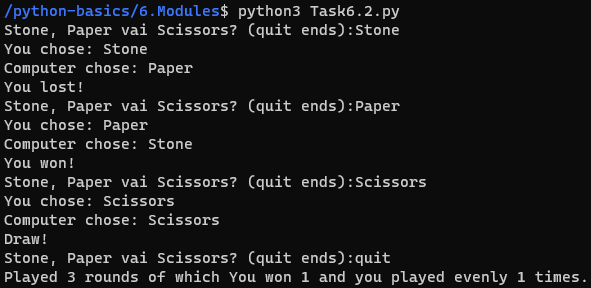 /python-basics/6.Modules$ python3 Task6.2.py
Stone, Paper vai Scissors? (quit ends):Stone
You chose: Stone
Computer chose: Paper
You lost!
Stone, Paper vai Scissors? (quit ends):Paper
You chose: Paper
Computer chose: Stone
You won!
Stone, Paper vai Scissors? (quit ends):Scissors
You chose: Scissors
Computer chose: Scissors
Draw!
Stone, Paper vai Scissors? (quit ends):quit
Played 3 rounds of which You won 1 and you played evenly 1 times.